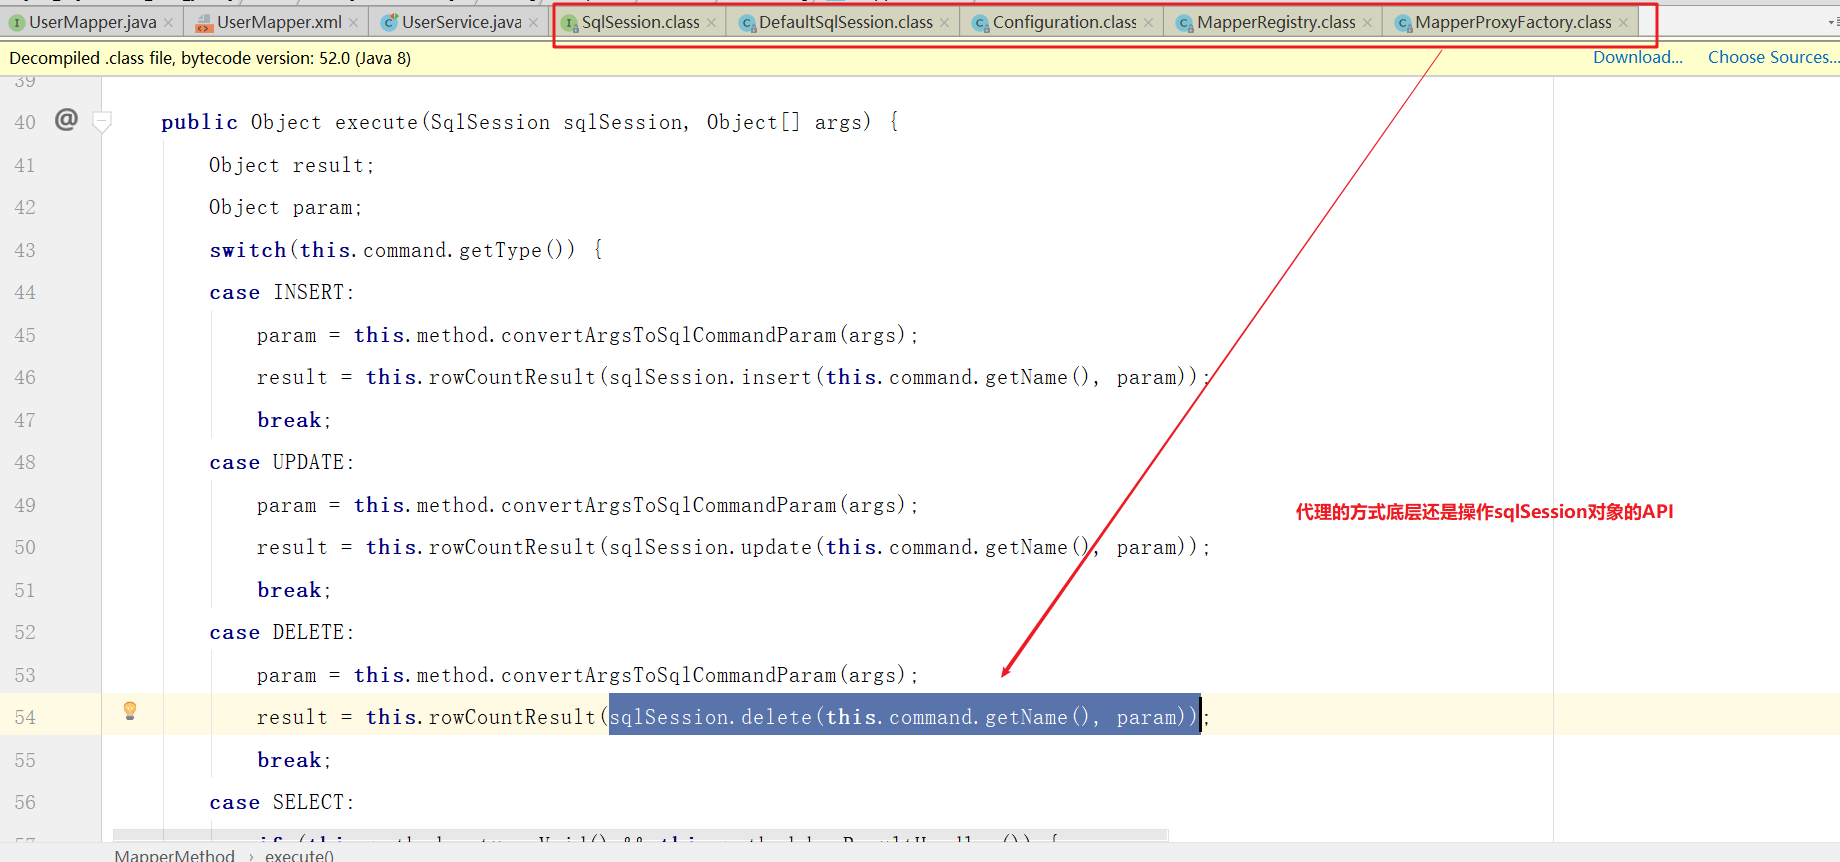 UserMapper.java UserMapper.xml UserService.java SqlSession.class DefaultSqlSession.class Configuration.class MapperRegistry.class MapperProxyFactory.class
Decompiled .class file, bytecode version: 52.0 (Java 8) Download... Choose Sources...
39
40 @ public Object execute(SqlSession sqlSession, Object[] args) {
41 Object result;
42 Object param;
43 switch(this.command.getType()) {
44 case INSERT:
45 param = this.method.convertArgsToSqlCommandParam(args);
46 result = this.rowCountResult(sqlSession.insert(this.command.getName(), param));
47 break;
48 case UPDATE:
49 param = this.method.convertArgsToSqlCommandParam(args);
代理的方式底层还是操作sqlSession对象的API
50 result = this.rowCountResult(sqlSession.update(this.command.getName(), param));
51 break;
52 case DELETE:
53 param = this.method.convertArgsToSqlCommandParam(args);
54 result = this.rowCountResult(sqlSession.delete(this.command.getName(), param));
55 break;
56 case SELECT:
MapperMethod › execute()